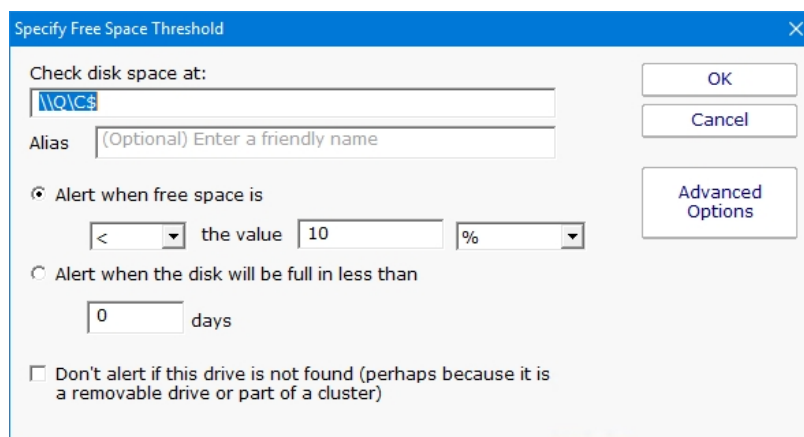 Specify Free Space Threshold
Check disk space at:
OK
\\Q\C$
Cancel
Alias (Optional) Enter a friendly name
Alert when free space is
Advanced
Options
< the value 10 %
Alert when the disk will be full in less than
0 days
Don't alert if this drive is not found (perhaps because it is
a removable drive or part of a cluster)